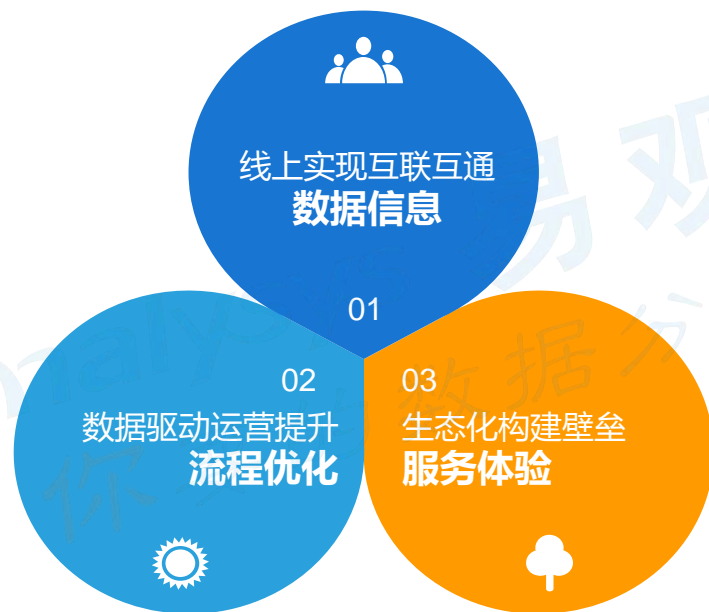 线上实现互联互通
数据信息
01
02
数据驱动运营提升
流程优化
03
生态化构建壁垒
服务体验